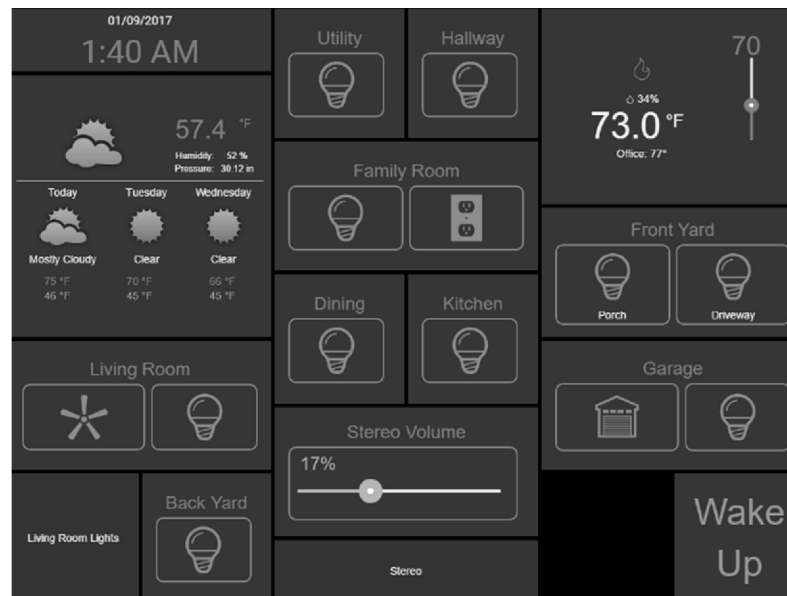 01/09/2017
1:40 AM
57.4 °F
Humidity: 52 %
Pressure: 30.12 in
Today Tuesday Wednesday
Mostly Cloudy Clear Clear
75 °F 70 °F 66 °F
46 °F 45 °F 45 °F
Living Room
Living Room Lights
Back Yard
Utility
Hallway
Family Room
Dining
Kitchen
Stereo Volume
17%
Stereo
70
34%
73.0 °F
Office: 77°
Front Yard
Porch
Driveway
Garage
Wake
Up